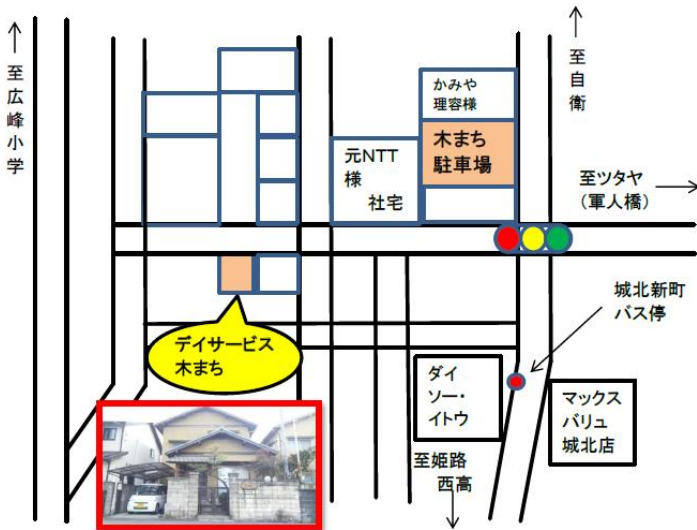 至広峰小学
至自衛
かみや
理容様
木まち
駐車場
元NTT
様
社宅
至ツタヤ
（軍人橋）
城北新町
バス停
デイサービス
木まち
ダイ
ソー・
イトウ
マックス
バリュ
城北店
至姫路
西高